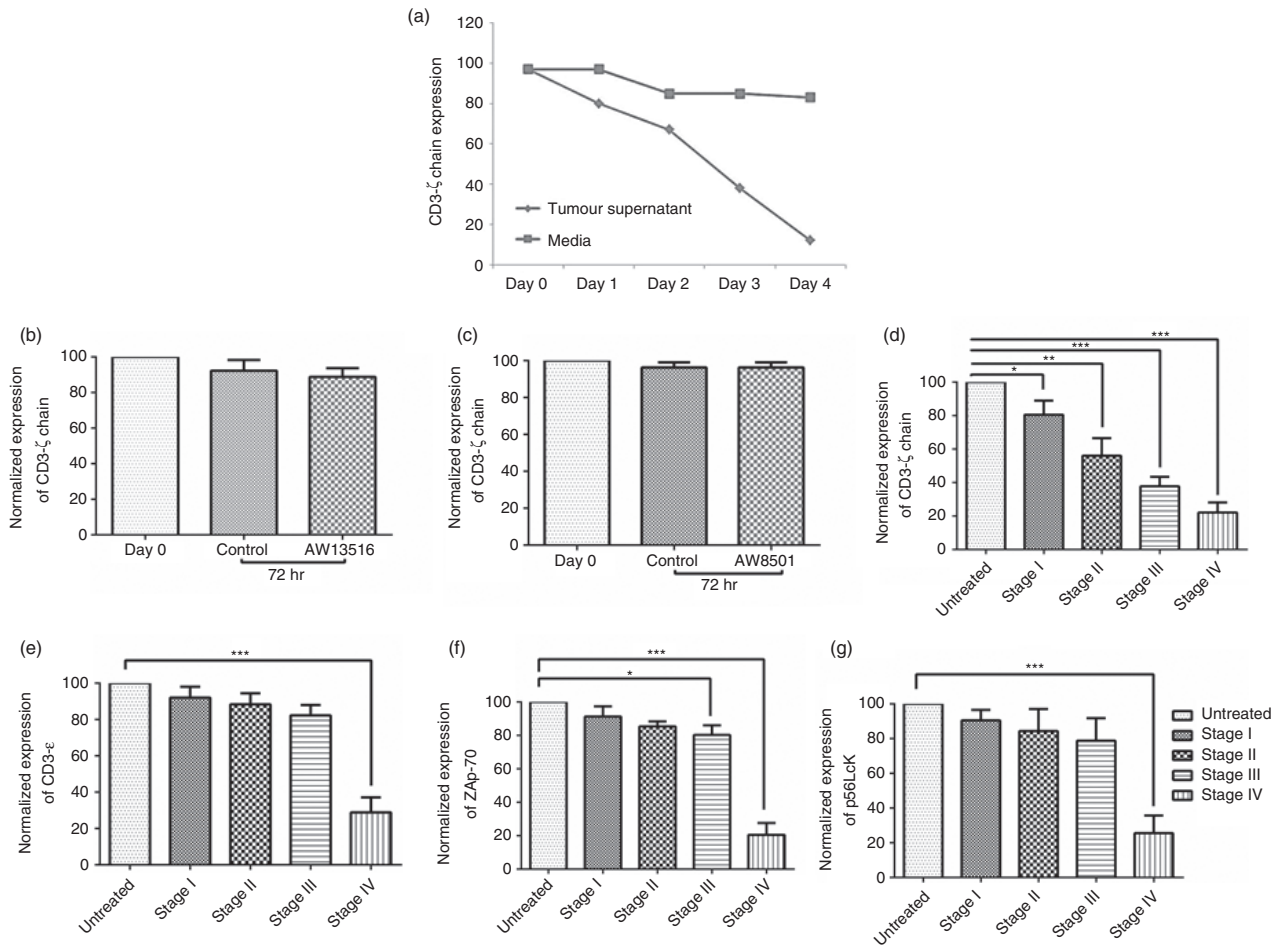 (a)
CD3-ζ chain expression
120
100
80
60
40
20
0
Tumour supernatant
Media
Day 0 Day 1 Day 2 Day 3 Day 4
(b)
Normalized expression
of CD3-ζ chain
100
80
60
40
20
0
Day 0 Control AW13516
72 hr
(c)
Normalized expression
of CD3-ζ chain
100
80
60
40
20
0
Day 0 Control AW8501
72 hr
(d)
Normalized expression
of CD3-ζ chain
***
***
**
*
100
80
60
40
20
0
Untreated Stage I Stage II Stage III Stage IV
(e)
Normalized expression
of CD3-ε
***
100
80
60
40
20
0
Untreated Stage I Stage II Stage III Stage IV
(f)
Normalized expression
of ZAp-70
***
*
100
80
60
40
20
0
Untreated Stage I Stage II Stage III Stage IV
(g)
Normalized expression
of p56LcK
***
100
80
60
40
20
0
Untreated Stage I Stage II Stage III Stage IV
Untreated
Stage I
Stage II
Stage III
Stage IV